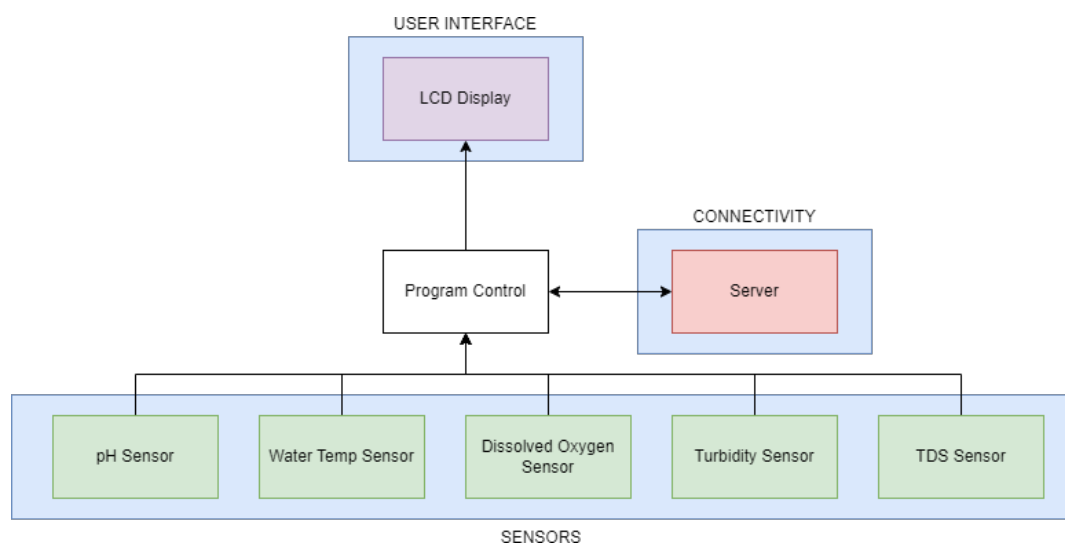 USER INTERFACE
LCD Display
CONNECTIVITY
Program Control
Server
pH Sensor
Water Temp Sensor
Dissolved Oxygen
Sensor
Turbidity Sensor
TDS Sensor
SENSORS